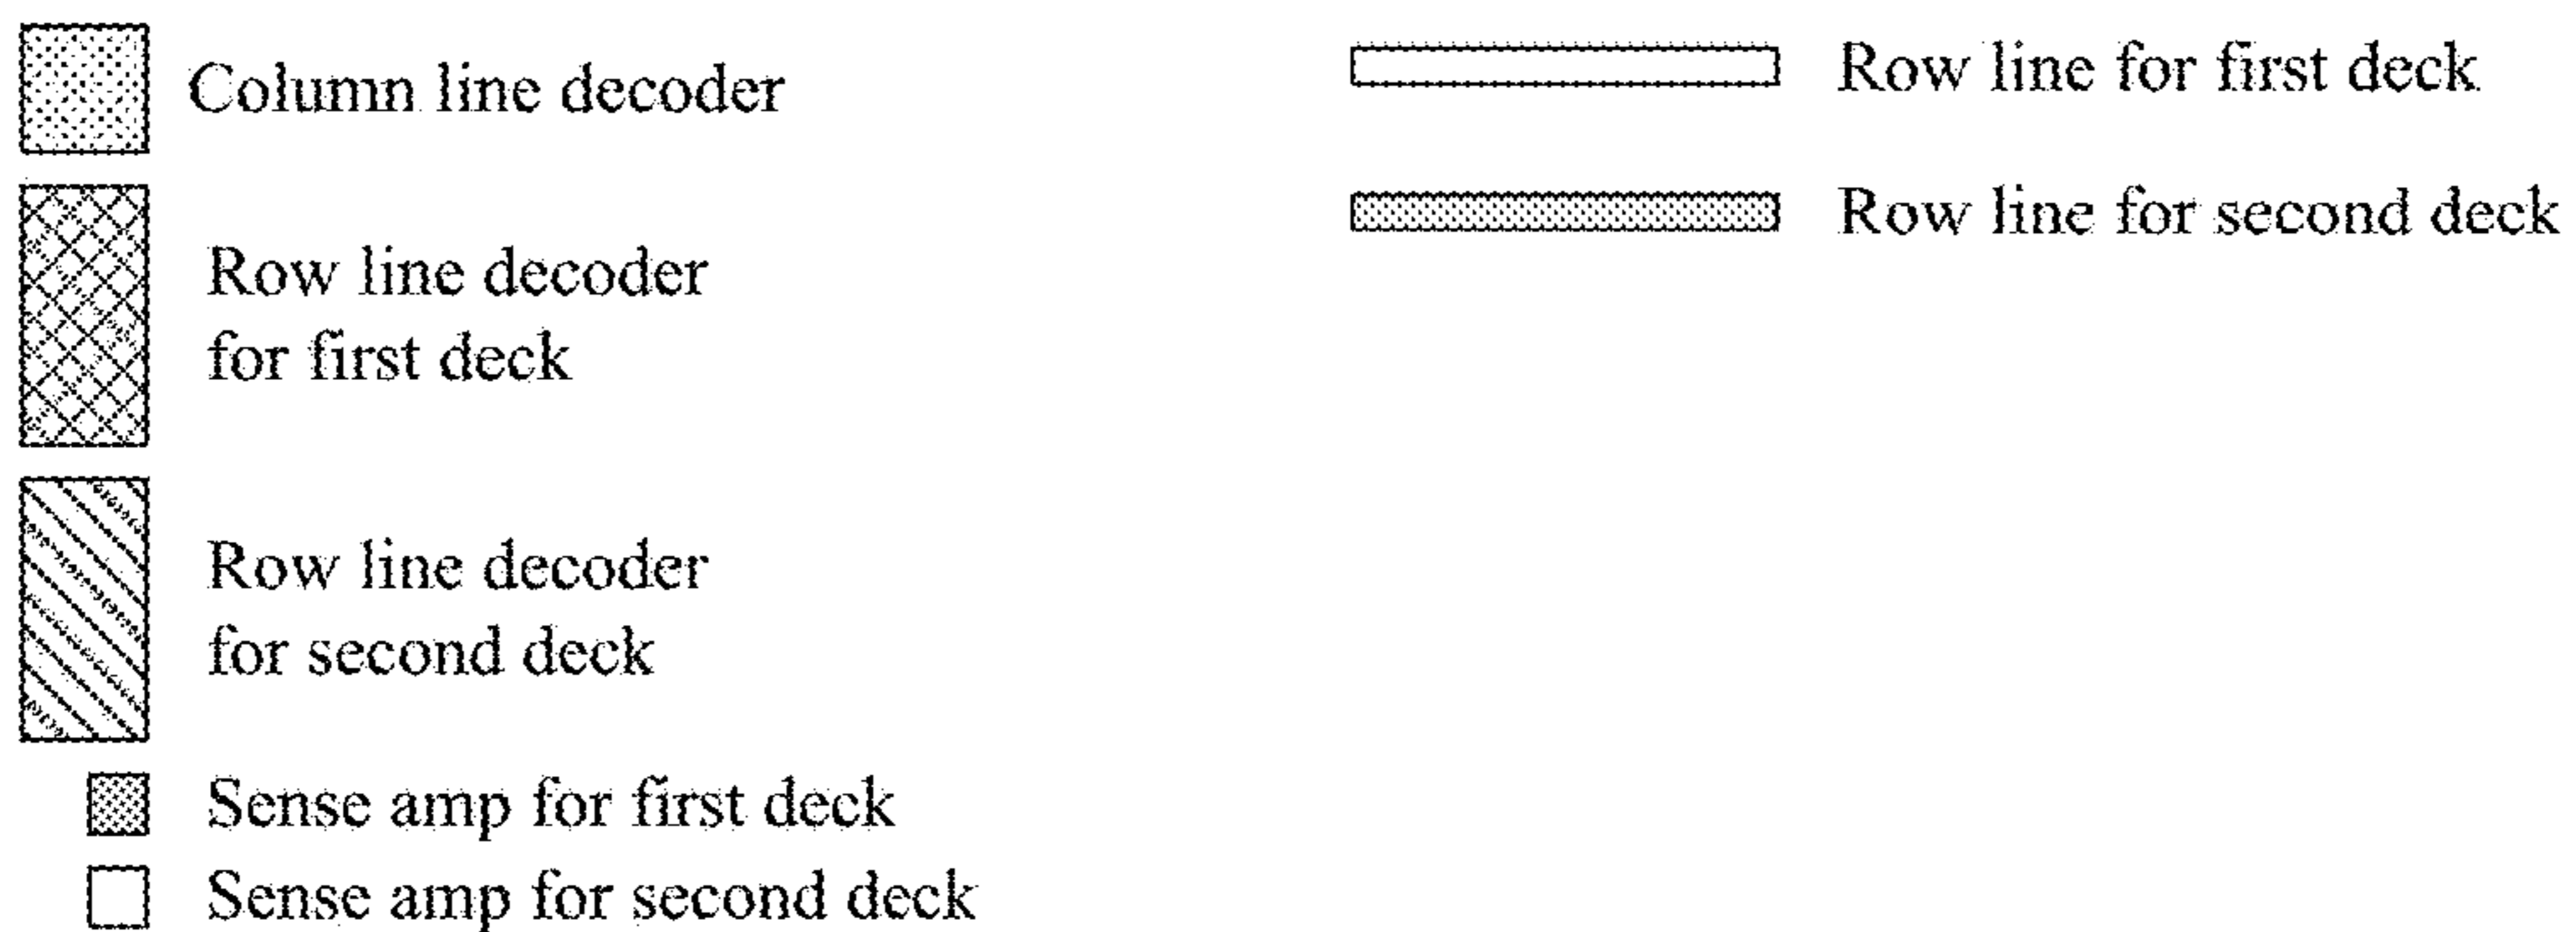 Column line decoder
Row line decoder
for first deck
Row line decoder
for second deck
Sense amp for first deck
Sense amp for second deck
Row line for first deck
Row line for second deck